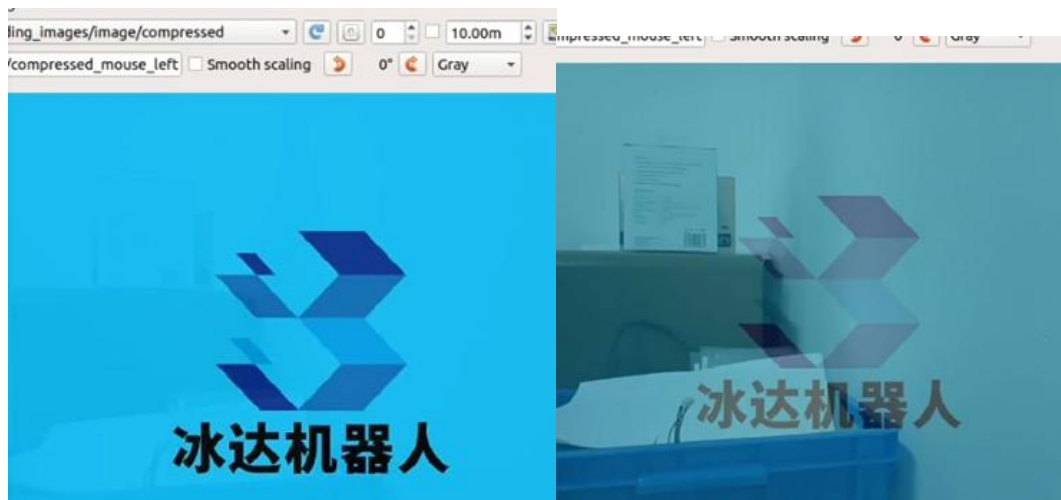 ding_images/image/compressed
0
10.00m
/compressed_mouse_left
Smooth scaling
0°
Gray
冰达机器人
mpressed_mouse_left
Smooth scaling
0°
Gray
冰达机器人